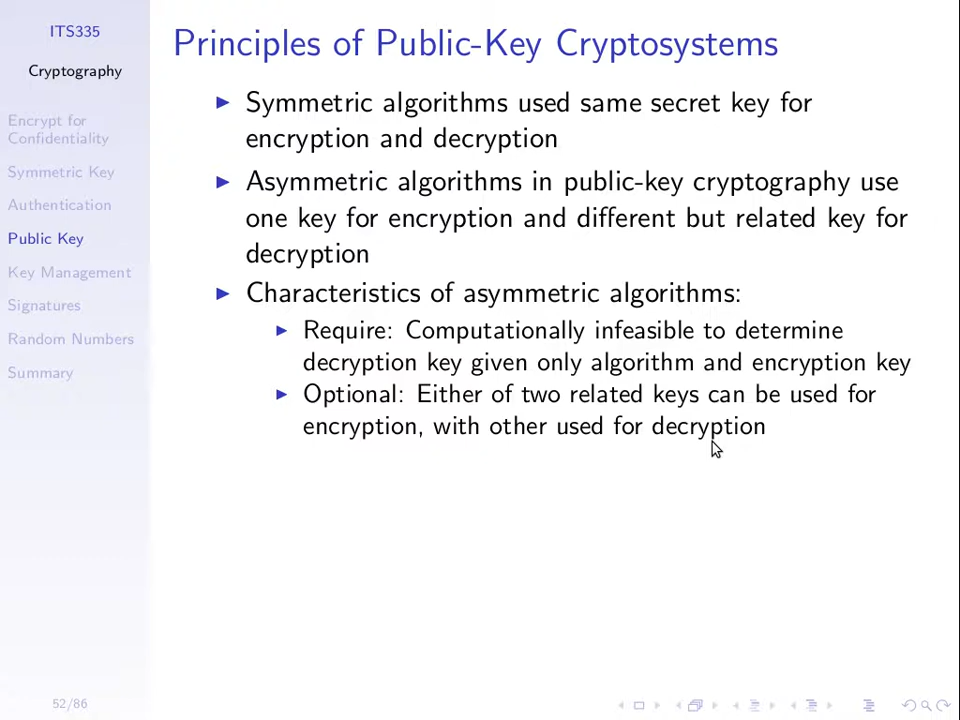 ITS335
Cryptography
Encrypt for
Confidentiality
Symmetric Key
Authentication
Public Key
Key Management
Signatures
Random Numbers
Summary
Principles of Public-Key Cryptosystems
Symmetric algorithms used same secret key for
encryption and decryption
Asymmetric algorithms in public-key cryptography use
one key for encryption and different but related key for
decryption
Characteristics of asymmetric algorithms:
Require: Computationally infeasible to determine
decryption key given only algorithm and encryption key
Optional: Either of two related keys can be used for
encryption, with other used for decryption
52/86